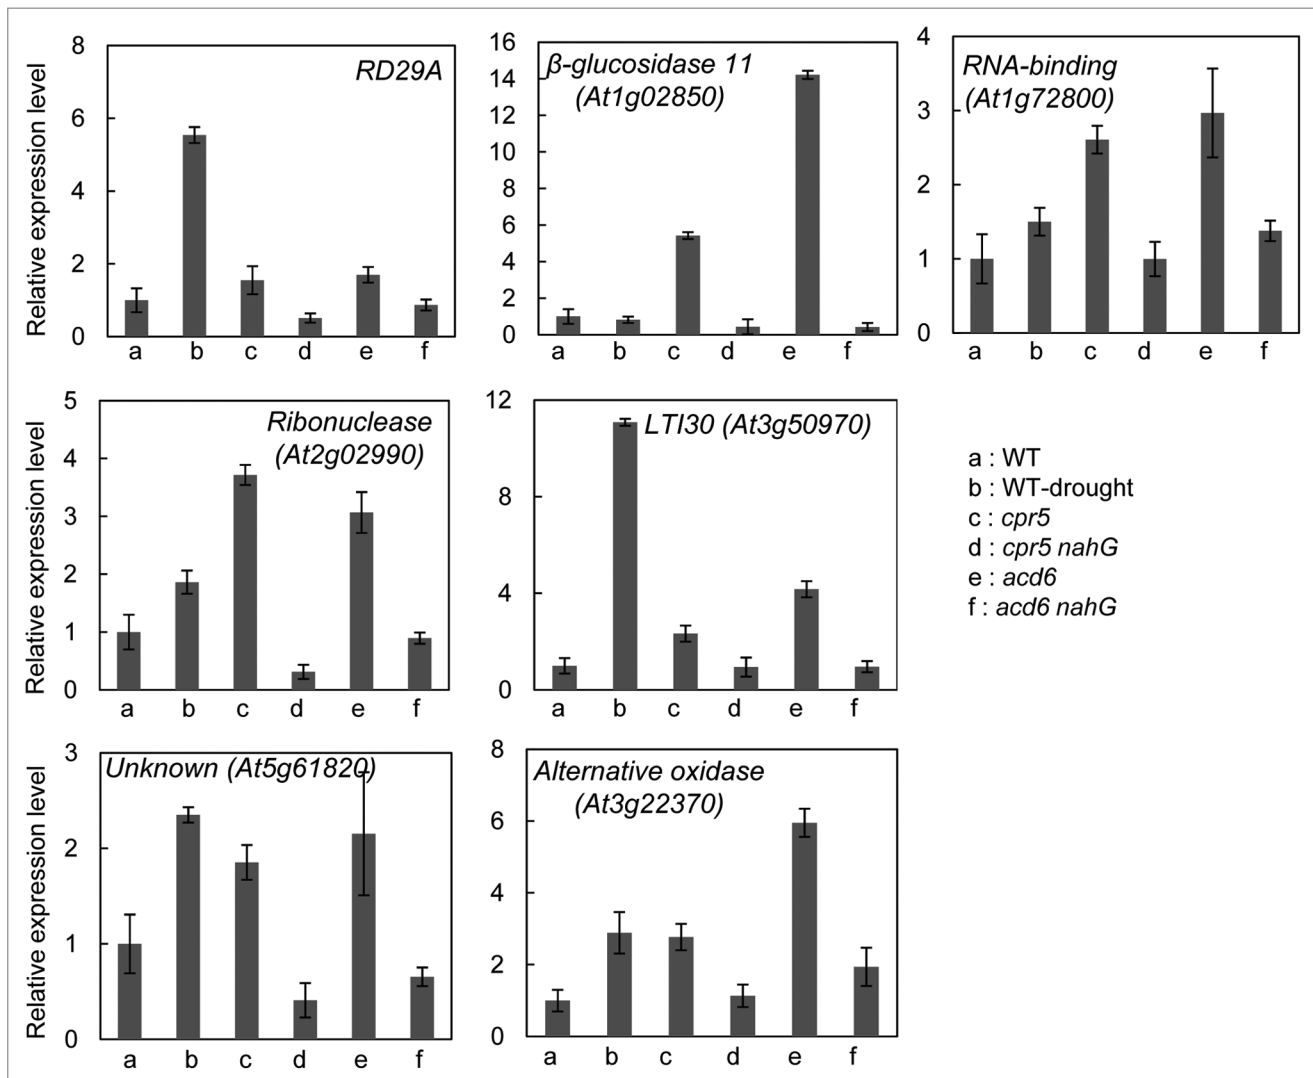 Relative expression level
8
6
4
2
0
RD29A
a b c d e f
16
14
12
10
8
6
4
2
0
β-glucosidase 11
(At1g02850)
a b c d e f
4
3
2
1
0
RNA-binding
(At1g72800)
a b c d e f
Relative expression level
5
4
3
2
1
0
Ribonuclease
(At2g02990)
a b c d e f
12
8
4
0
LTI30 (At3g50970)
a b c d e f
a : WT
b : WT-drought
c : cpr5
d : cpr5 nahG
e : acd6
f : acd6 nahG
Relative expression level
3
2
1
0
Unknown (At5g61820)
a b c d e f
8
6
4
2
0
Alternative oxidase
(At3g22370)
a b c d e f